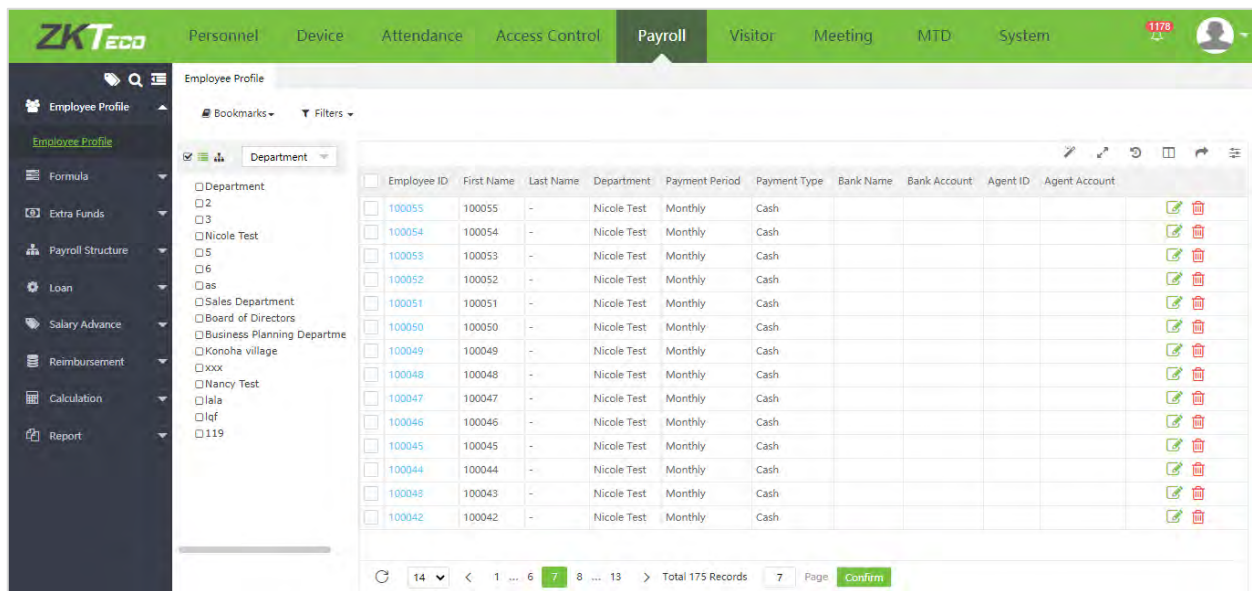 ZKTeco Personnel Device Attendance Access Control Payroll Visitor Meeting MTD System 1178
Employee Profile
Employee Profile
Formula
Extra Funds
Payroll Structure
Loan
Salary Advance
Reimbursement
Calculation
Report
Employee Profile
Bookmarks Filters
Department
Department
2
3
Nicole Test
5
6
as
Sales Department
Board of Directors
Business Planning Departme
Konoha village
xxx
Nancy Test
lala
lqf
119
Employee ID First Name Last Name Department Payment Period Payment Type Bank Name Bank Account Agent ID Agent Account
100055 100055 - Nicole Test Monthly Cash
100054 100054 - Nicole Test Monthly Cash
100053 100053 - Nicole Test Monthly Cash
100052 100052 - Nicole Test Monthly Cash
100051 100051 - Nicole Test Monthly Cash
100050 100050 - Nicole Test Monthly Cash
100049 100049 - Nicole Test Monthly Cash
100048 100048 - Nicole Test Monthly Cash
100047 100047 - Nicole Test Monthly Cash
100046 100046 - Nicole Test Monthly Cash
100045 100045 - Nicole Test Monthly Cash
100044 100044 - Nicole Test Monthly Cash
100043 100043 - Nicole Test Monthly Cash
100042 100042 - Nicole Test Monthly Cash
14 < 1 ... 6 7 8 ... 13 > Total 175 Records 7 Page Confirm